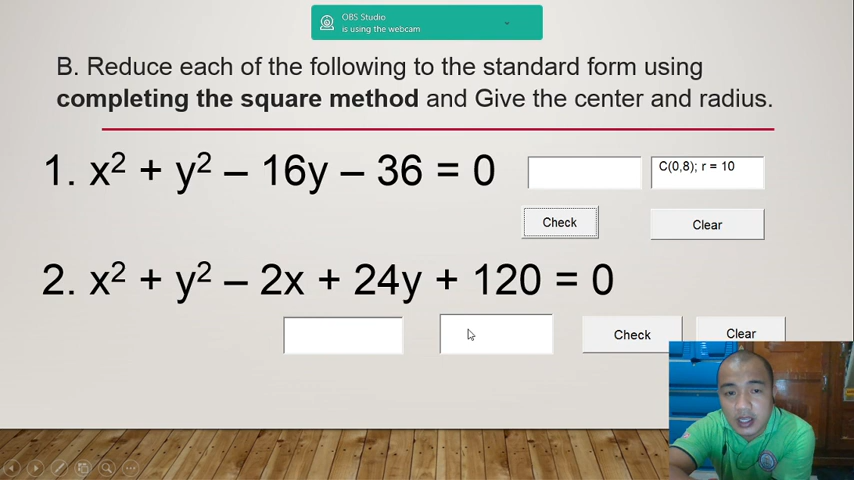 OBS Studio
is using the webcam
B. Reduce each of the following to the standard form using
completing the square method and Give the center and radius.
1. x² + y² – 16y – 36 = 0
C(0,8); r = 10
Check
Clear
2. x² + y² – 2x + 24y + 120 = 0
Check
Clear